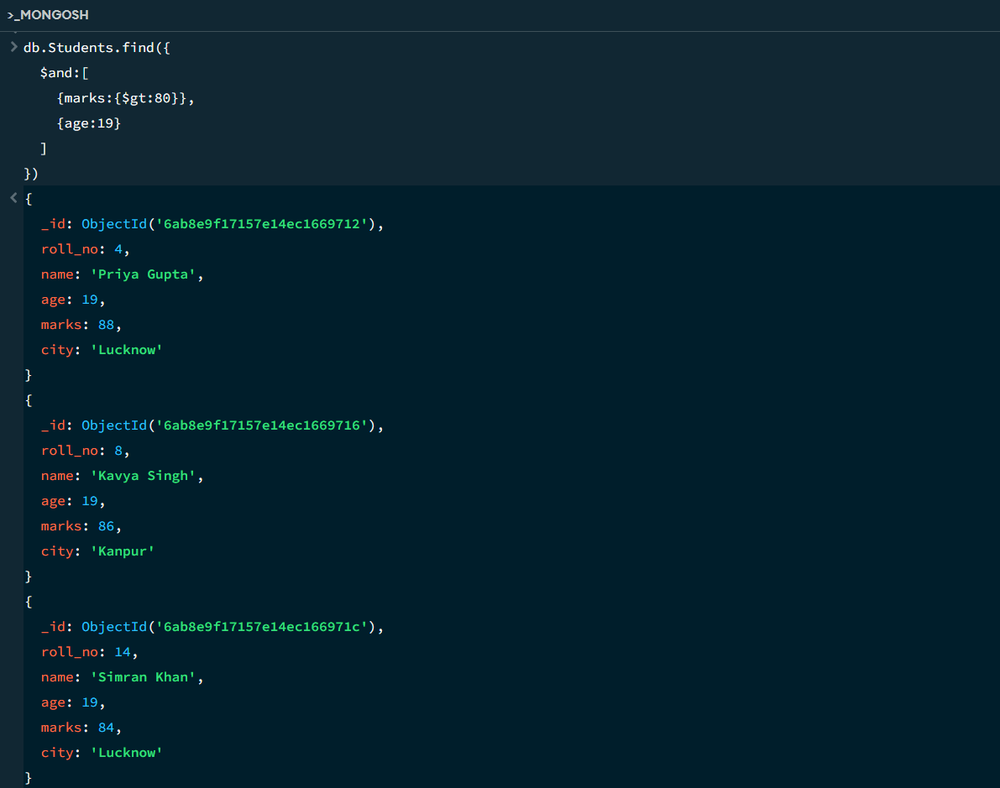 >_MONGOSH
> db.Students.find({
  $and:[
    {marks:{$gt:80}},
    {age:19}
  ]
})
< {
  _id: ObjectId('6ab8e9f17157e14ec1669712'),
  roll_no: 4,
  name: 'Priya Gupta',
  age: 19,
  marks: 88,
  city: 'Lucknow'
}
{
  _id: ObjectId('6ab8e9f17157e14ec1669716'),
  roll_no: 8,
  name: 'Kavya Singh',
  age: 19,
  marks: 86,
  city: 'Kanpur'
}
{
  _id: ObjectId('6ab8e9f17157e14ec166971c'),
  roll_no: 14,
  name: 'Simran Khan',
  age: 19,
  marks: 84,
  city: 'Lucknow'
}